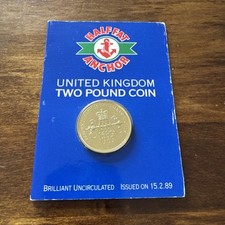 HALF FAT
ANCHOR
UNITED KINGDOM
TWO POUND COIN
BRILLIANT UNCIRCULATED ISSUED ON 15.2.89